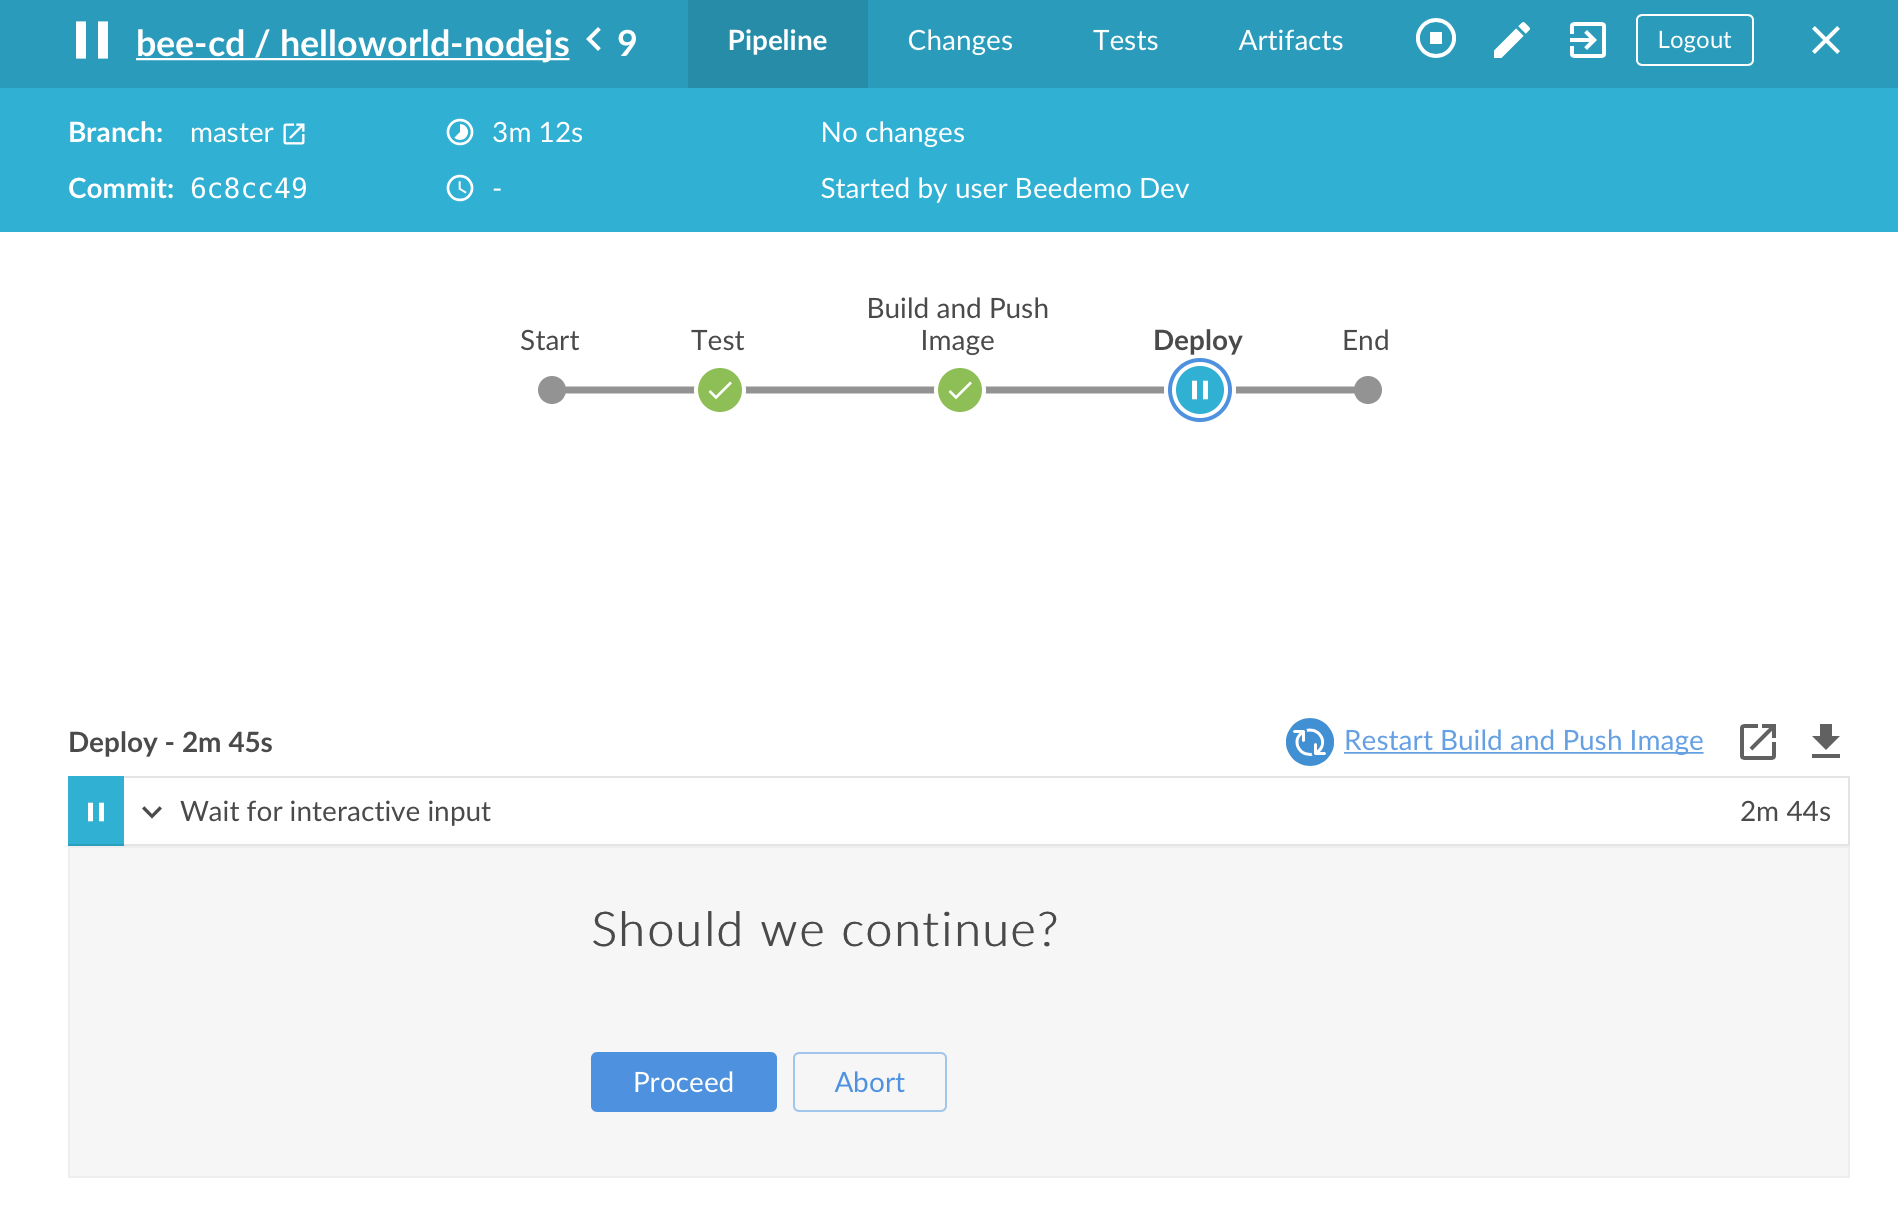 bee-cd / helloworld-nodejs < 9
Pipeline
Changes
Tests
Artifacts
Logout
Branch: master
3m 12s
No changes
Commit: 6c8cc49
-
Started by user Beedemo Dev
Start
Test
Build and Push
Image
Deploy
End
Deploy - 2m 45s
Restart Build and Push Image
Wait for interactive input
2m 44s
Should we continue?
Proceed
Abort